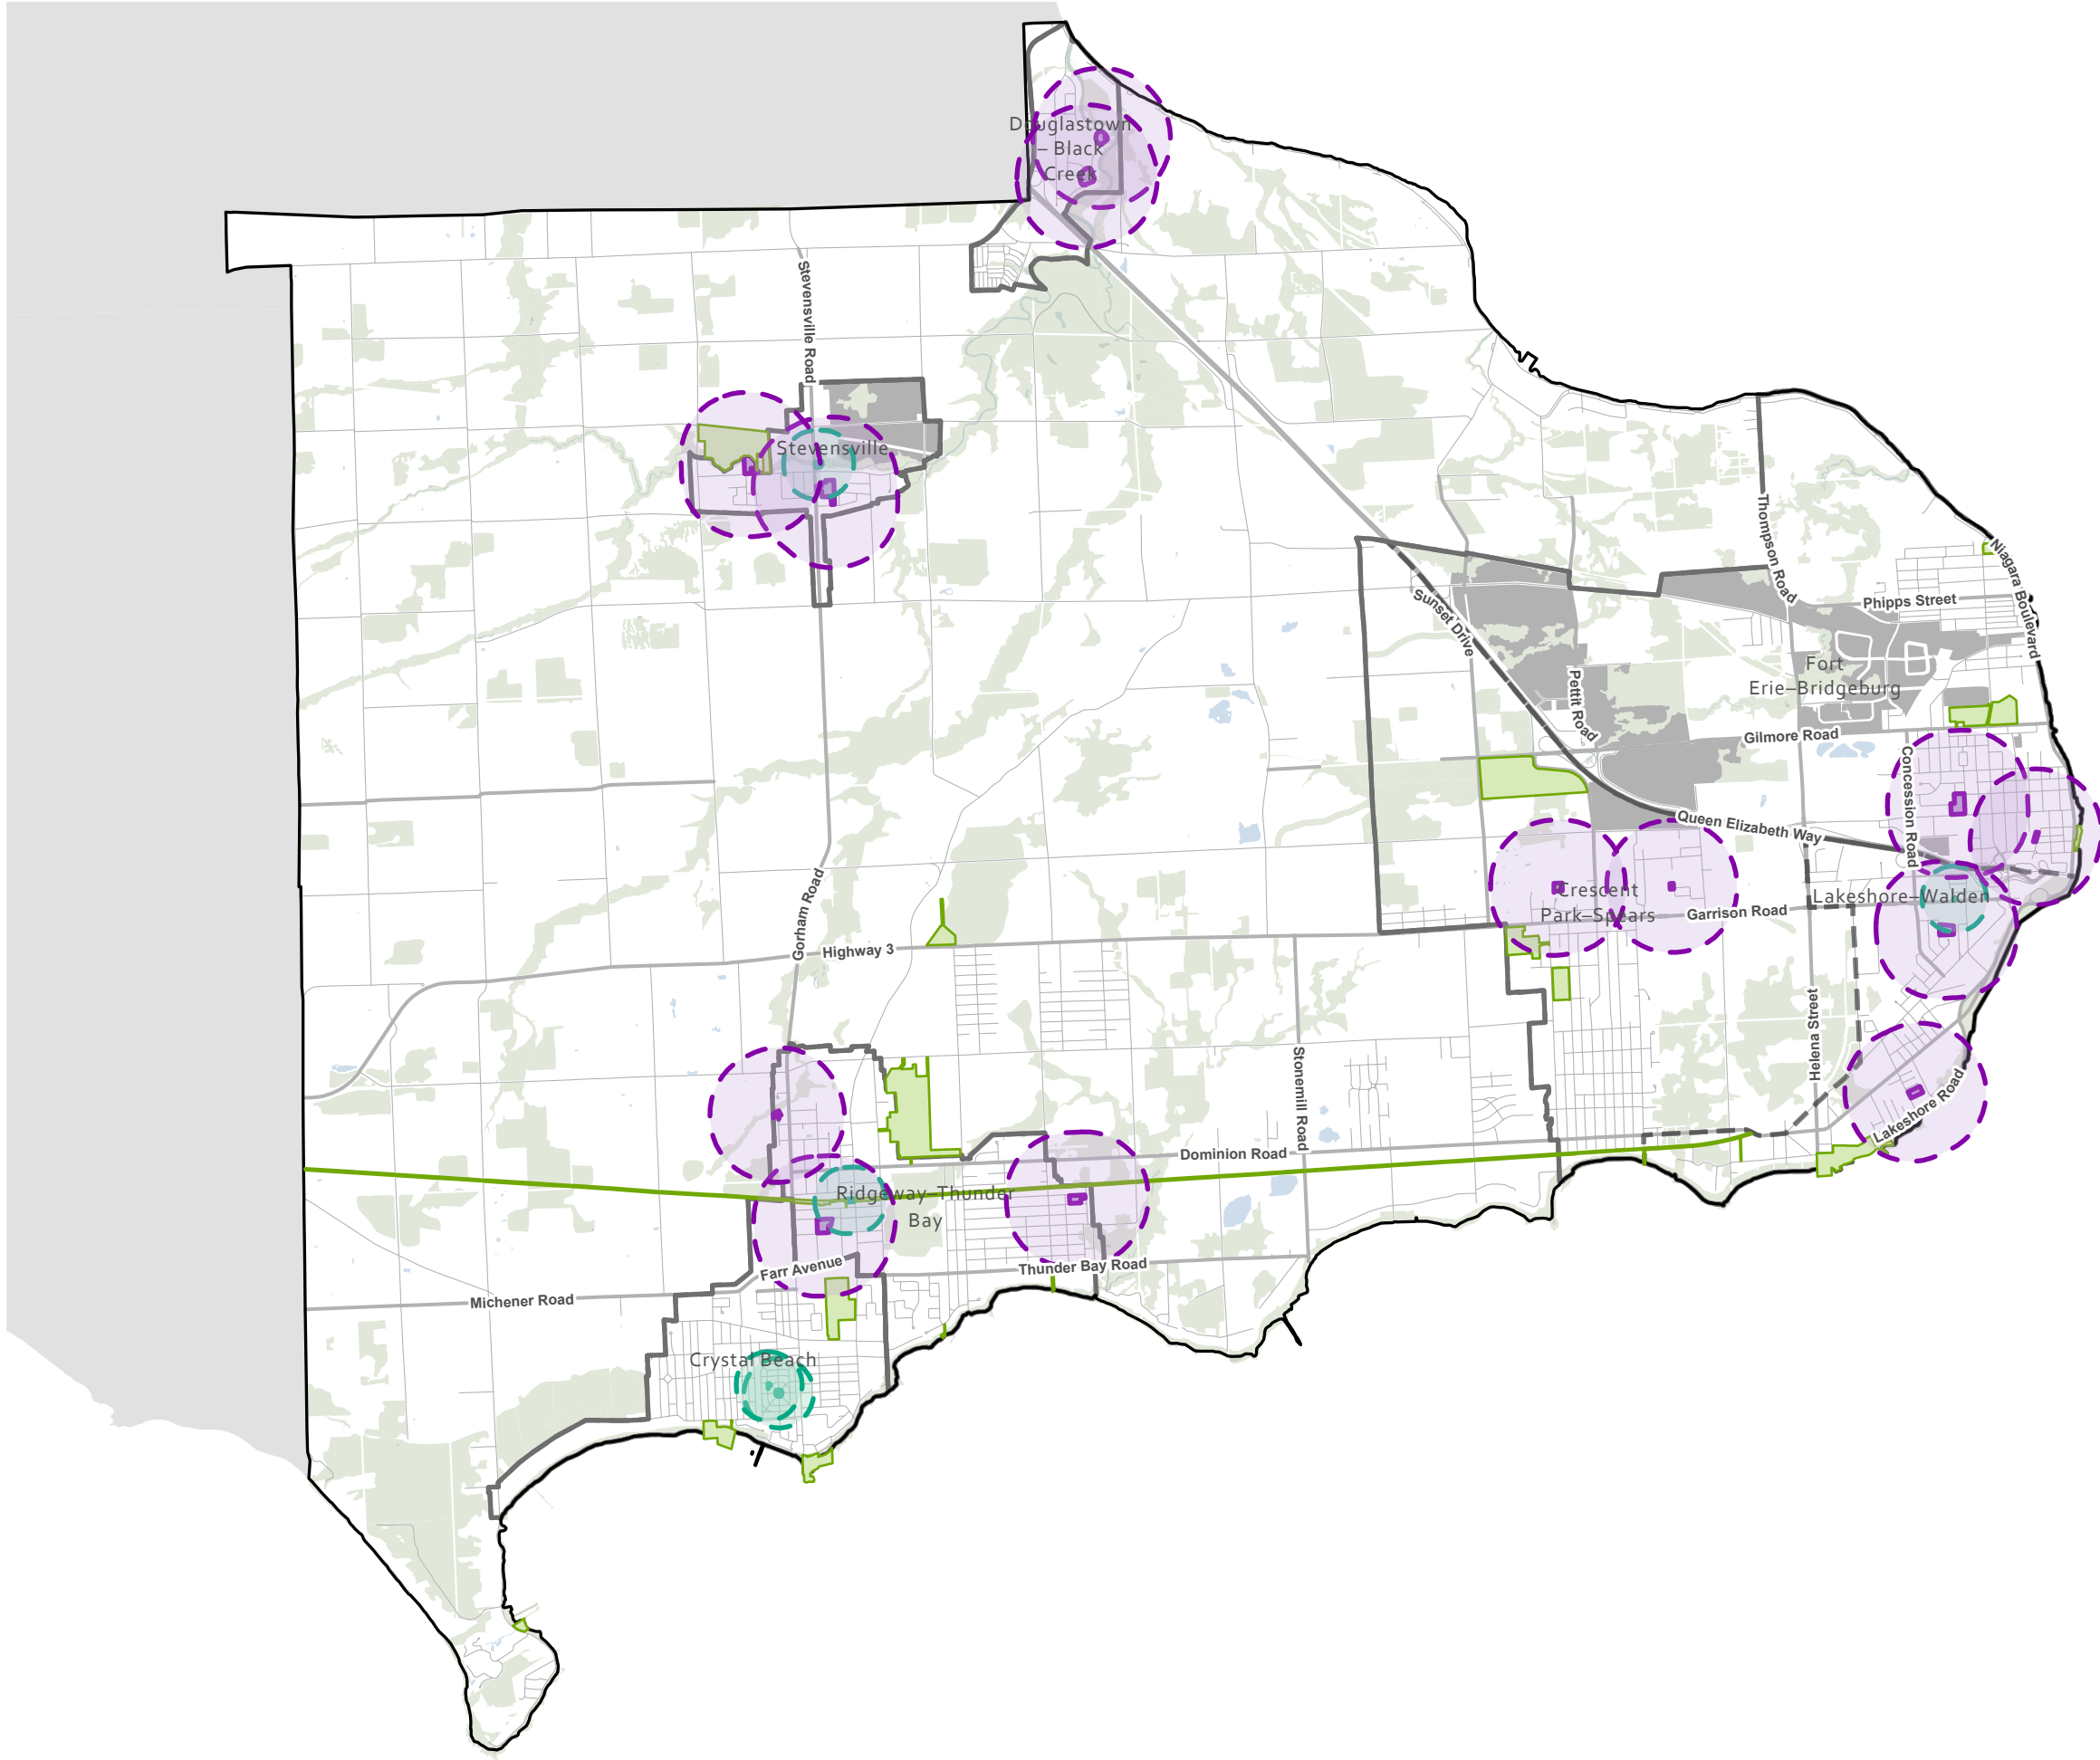 Douglastown
– Black
Creek
Stevensville Road
Stevensville
Thompson Road
Niagara Boulevard
Phipps Street
Sunset Drive
Pettit Road
Fort
Erie–Bridgeburg
Gilmore Road
Concession Road
Queen Elizabeth Way
Crescent
Park–Spears
Lakeshore–Walden
Garrison Road
Gorham Road
Highway 3
Helena Street
Stonemill Road
Lakeshore Road
Dominion Road
Ridgeway–Thunder
Bay
Farr Avenue
Thunder Bay Road
Michener Road
Crystal Beach